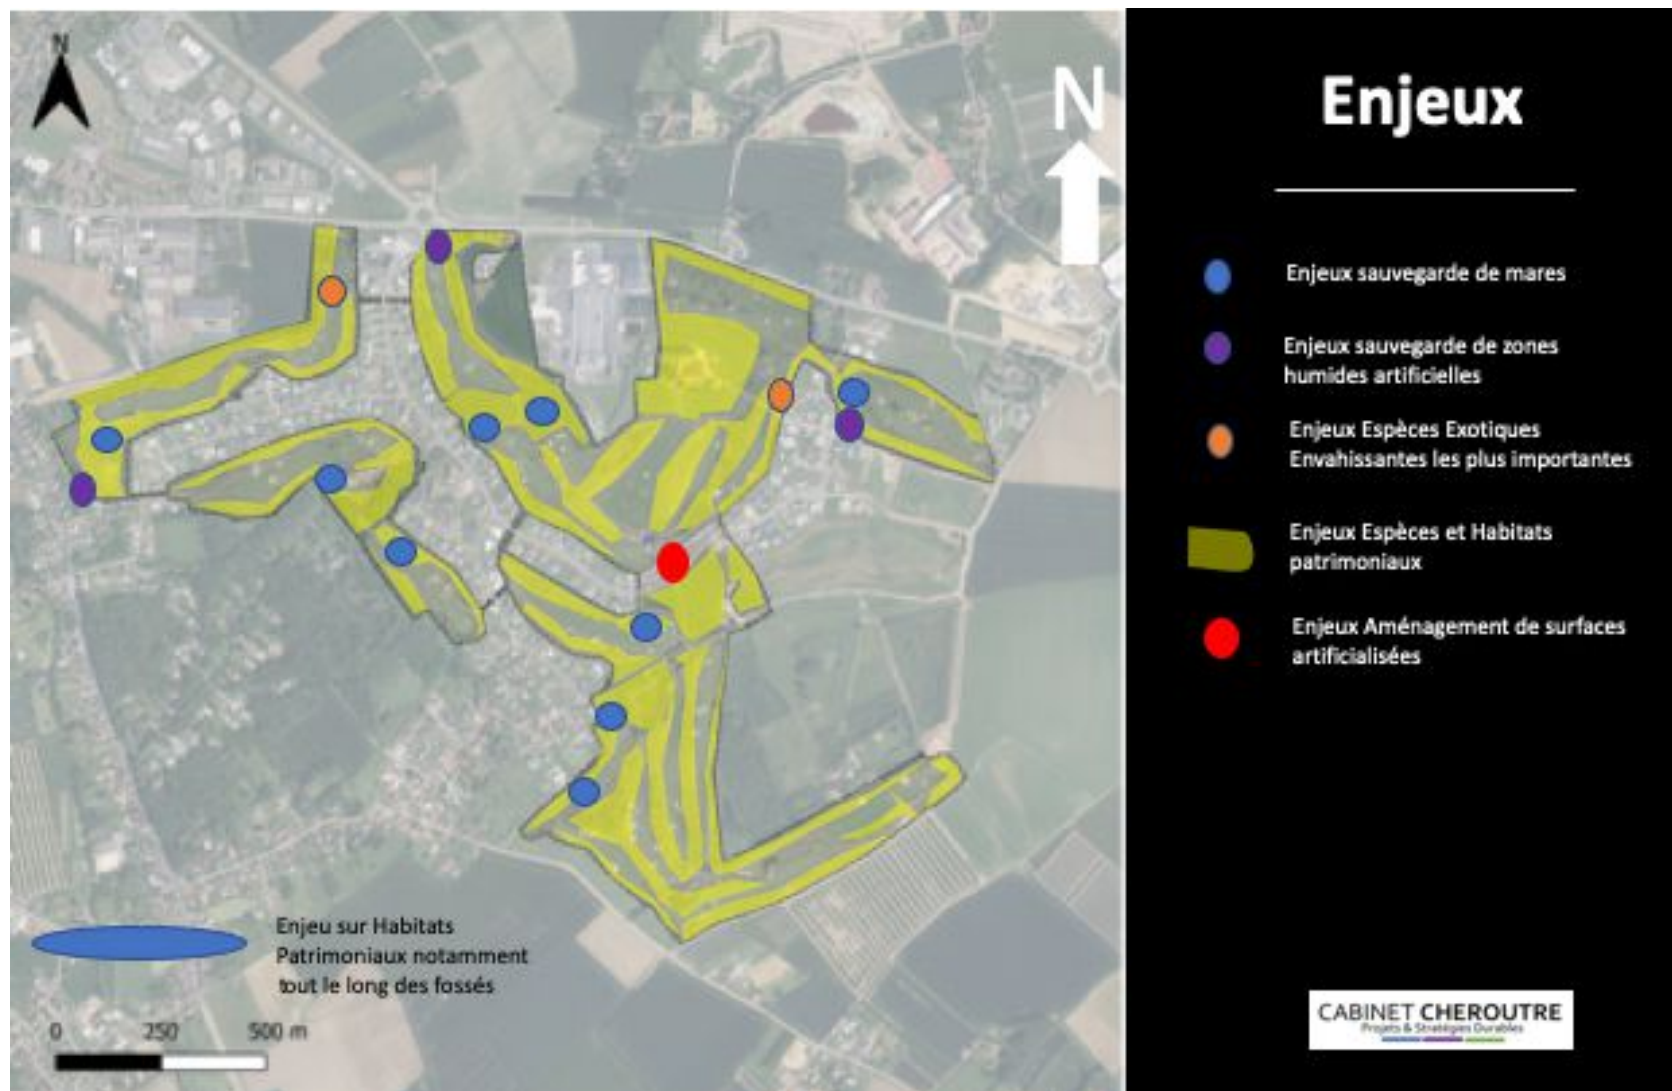 N
N
Enjeux
Enjeux sauvegarde de mares
Enjeux sauvegarde de zones
humides artificielles
Enjeux Espèces Exotiques
Envahissantes les plus importantes
Enjeux Espèces et Habitats
patrimoniaux
Enjeux Aménagement de surfaces
artificialisées
Enjeu sur Habitats
Patrimoniaux notamment
tout le long des fossés
0 250 500 m
CABINET CHEROUTRE
Projets & Stratégies Durables